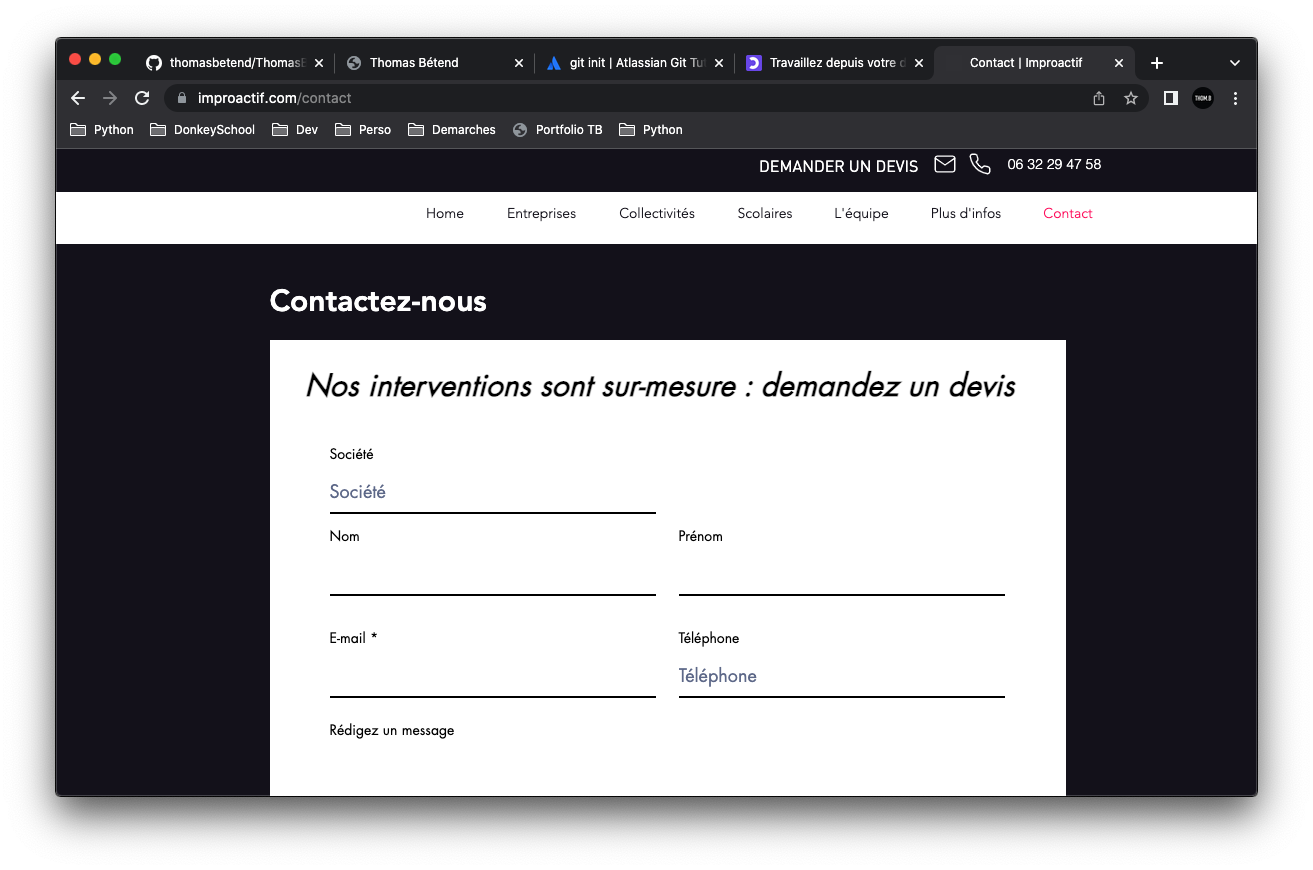 thomasbetend/ThomasB
Thomas Bétend
git init | Atlassian Git Tut
Travaillez depuis votre d
Contact | Improactif
improactif.com/contact
THOM.B
Python
DonkeySchool
Dev
Perso
Demarches
Portfolio TB
Python
DEMANDER UN DEVIS
06 32 29 47 58
Home
Entreprises
Collectivités
Scolaires
L'équipe
Plus d'infos
Contact
Contactez-nous
Nos interventions sont sur-mesure : demandez un devis
Société
Société
Nom
Prénom
E-mail *
Téléphone
Téléphone
Rédigez un message